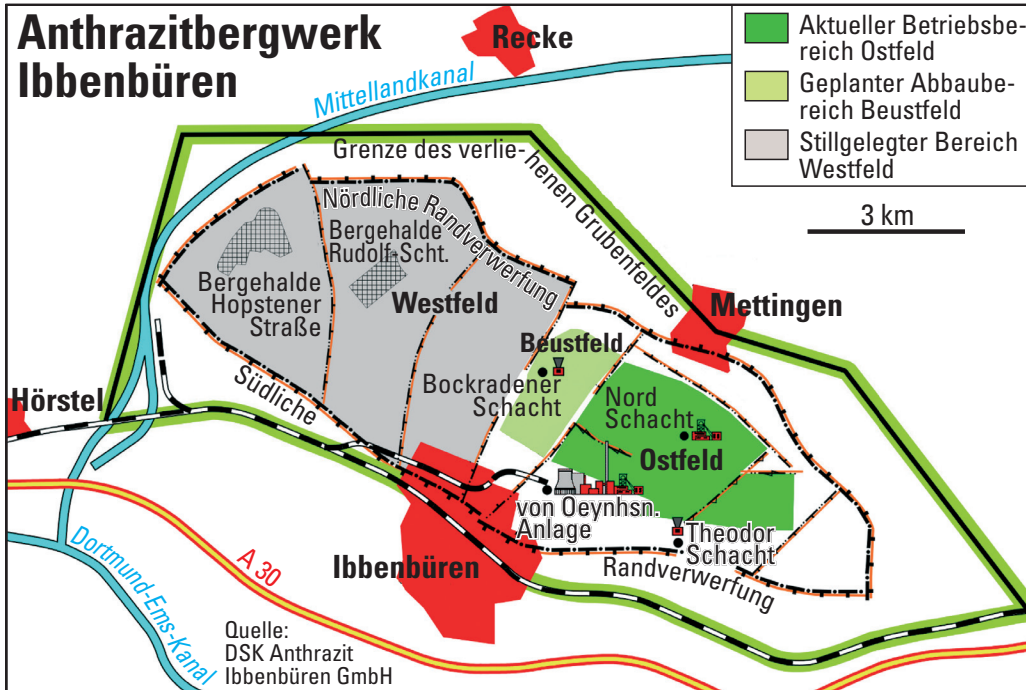 Anthrazitbergwerk
Ibbenbüren
Recke
Mittellandkanal
Aktueller Betriebsbe-
reich Ostfeld
Geplanter Abbaube-
reich Beustfeld
Stillgelegter Bereich
Westfeld
3 km
Grenze des verlie-
henen Grubenfeldes
Nördliche Randverwerfung
Bergehalde
Rudolf-Scht.
Bergehalde
Hopstener
Straße
Westfeld
Mettingen
Beustfeld
Bockradener
Schacht
Nord
Schacht
Ostfeld
Hörstel
Südliche
von Oeynhsn.
Anlage
Theodor
Schacht
Randverwerfung
Ibbenbüren
A 30
Dortmund-Ems-Kanal
Quelle:
DSK Anthrazit
Ibbenbüren GmbH